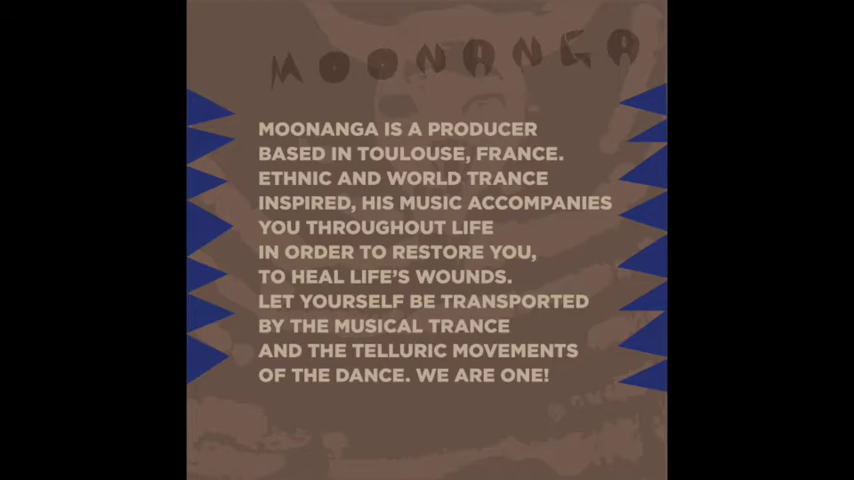 MOONANGA
MOONANGA IS A PRODUCER
BASED IN TOULOUSE, FRANCE.
ETHNIC AND WORLD TRANCE
INSPIRED, HIS MUSIC ACCOMPANIES
YOU THROUGHOUT LIFE
IN ORDER TO RESTORE YOU,
TO HEAL LIFE'S WOUNDS.
LET YOURSELF BE TRANSPORTED
BY THE MUSICAL TRANCE
AND THE TELLURIC MOVEMENTS
OF THE DANCE. WE ARE ONE!